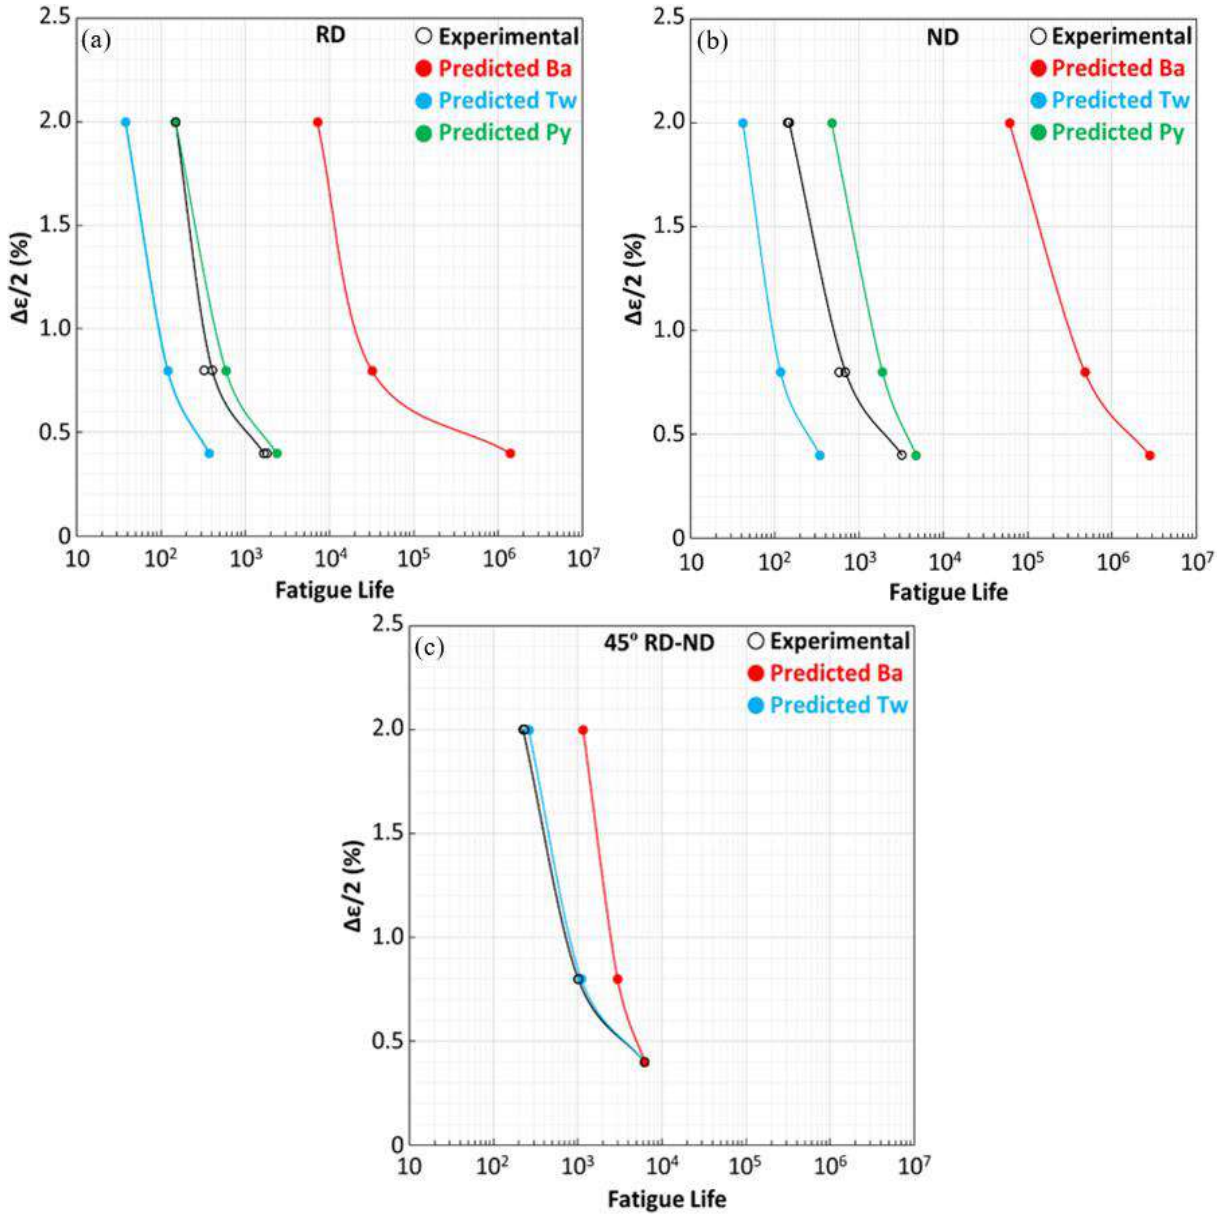 (a)
RD
Experimental
Predicted Ba
Predicted Tw
Predicted Py
2.5
2.0
1.5
1.0
0.5
0
Δε/2 (%)
10 10² 10³ 10⁴ 10⁵ 10⁶ 10⁷
Fatigue Life
(b)
ND
Experimental
Predicted Ba
Predicted Tw
Predicted Py
2.5
2.0
1.5
1.0
0.5
0
Δε/2 (%)
10 10² 10³ 10⁴ 10⁵ 10⁶ 10⁷
Fatigue Life
(c)
45° RD-ND
Experimental
Predicted Ba
Predicted Tw
2.5
2.0
1.5
1.0
0.5
0
Δε/2 (%)
10 10² 10³ 10⁴ 10⁵ 10⁶ 10⁷
Fatigue Life